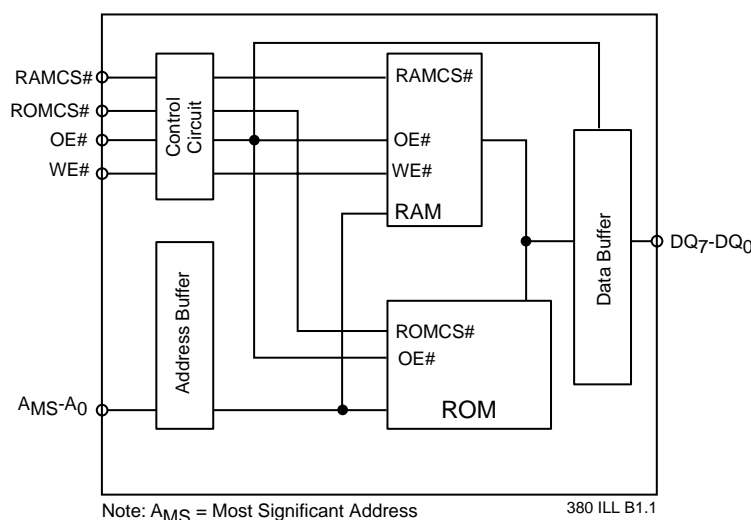 RAMCS#
ROMCS#
OE#
WE#
Control
Circuit
RAMCS#
OE#
WE#
RAM
Address Buffer
AMS-A0
ROMCS#
OE#
ROM
Data Buffer
DQ7-DQ0
Note: AMS = Most Significant Address
380 ILL B1.1